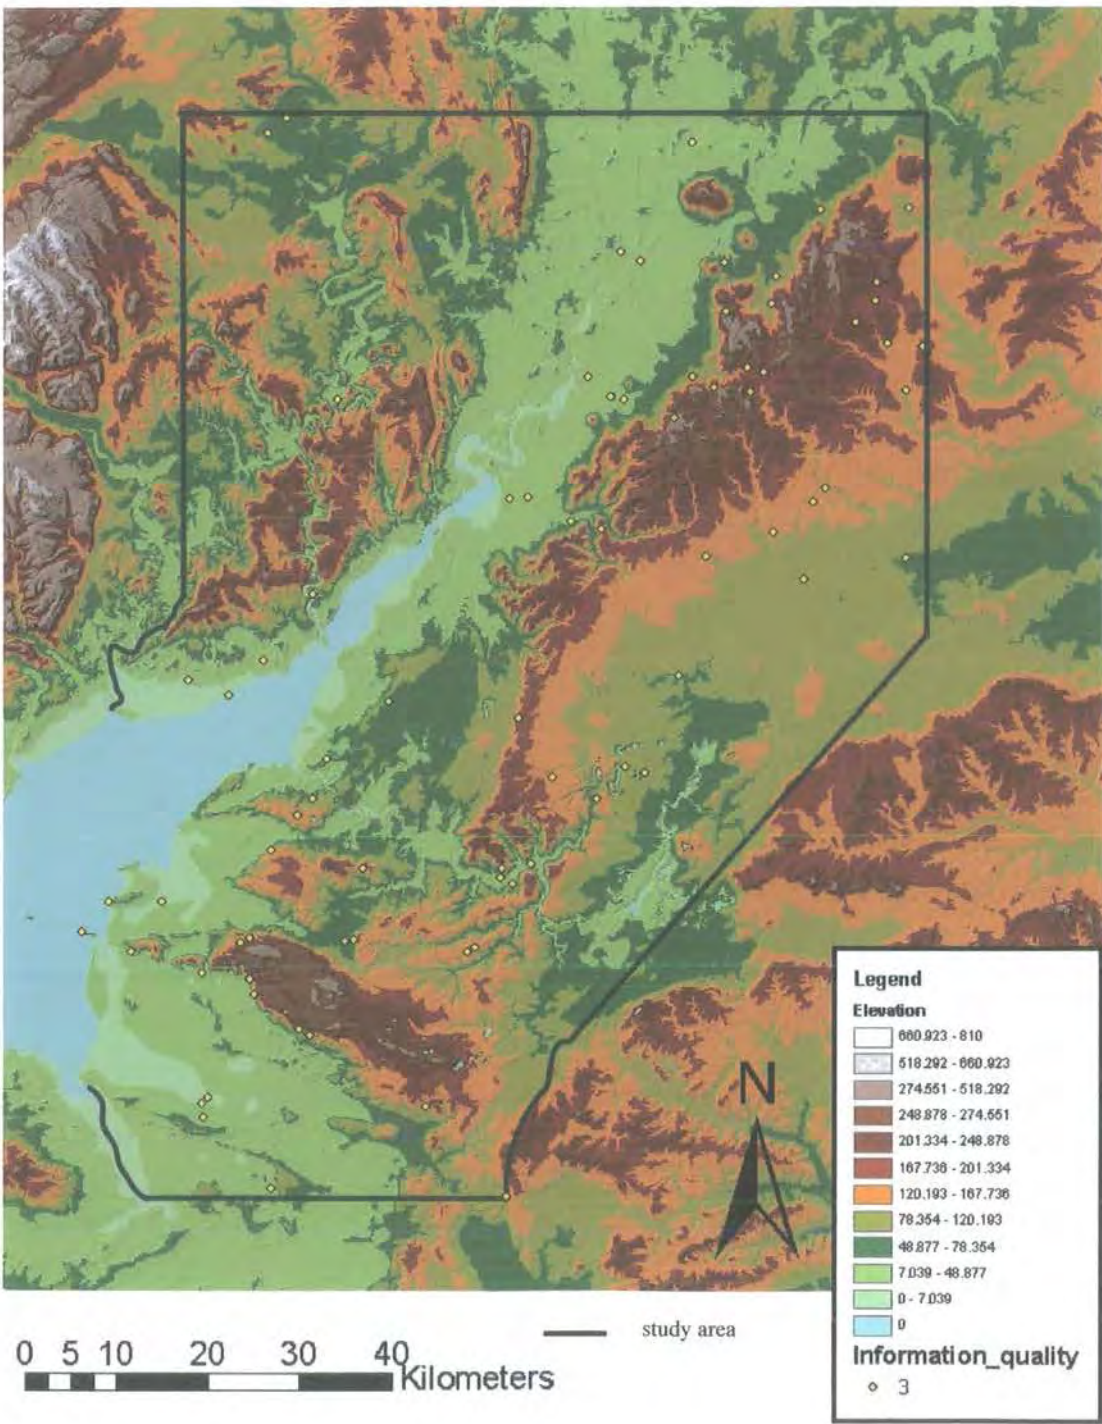 N
Legend
Elevation
660.923 - 810
518.292 - 660.923
274.551 - 518.292
248.878 - 274.551
201.334 - 248.878
167.736 - 201.334
120.193 - 167.736
78.354 - 120.193
48.877 - 78.354
7.039 - 48.877
0 - 7.039
0
Information_quality
3
study area
0 5 10 20 30 40
Kilometers